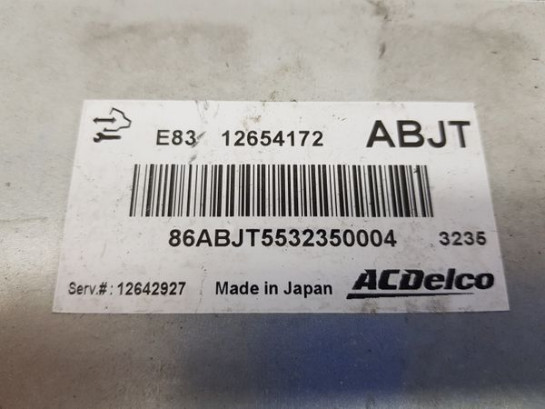 E83 12654172 ABJT
86ABJT5532350004 3235
Serv.#: 12642927 Made in Japan ACDelco